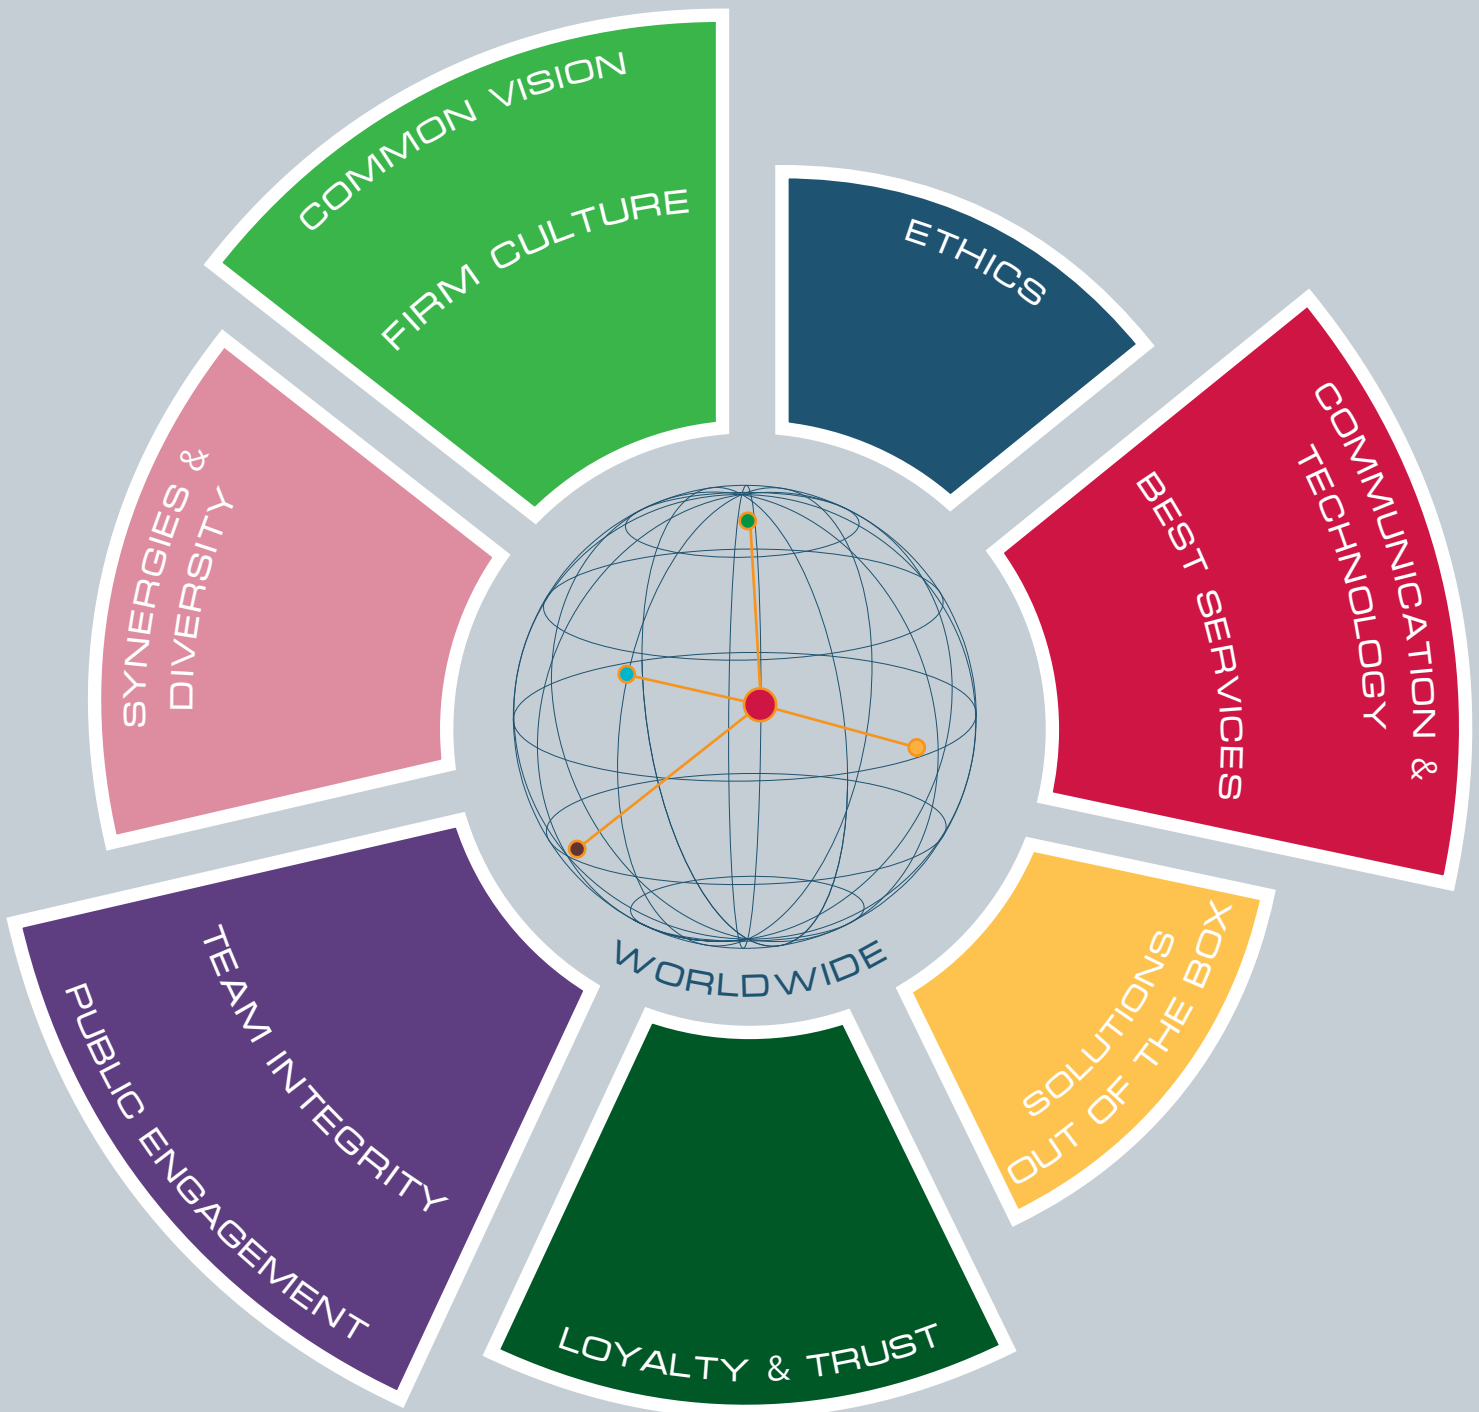 COMMON VISION
FIRM CULTURE
ETHICS
COMMUNICATION &
TECHNOLOGY
BEST SERVICES
SOLUTIONS
OUT OF THE BOX
LOYALTY & TRUST
TEAM INTEGRITY
PUBLIC ENGAGEMENT
SYNERGIES &
DIVERSITY
WORLDWIDE